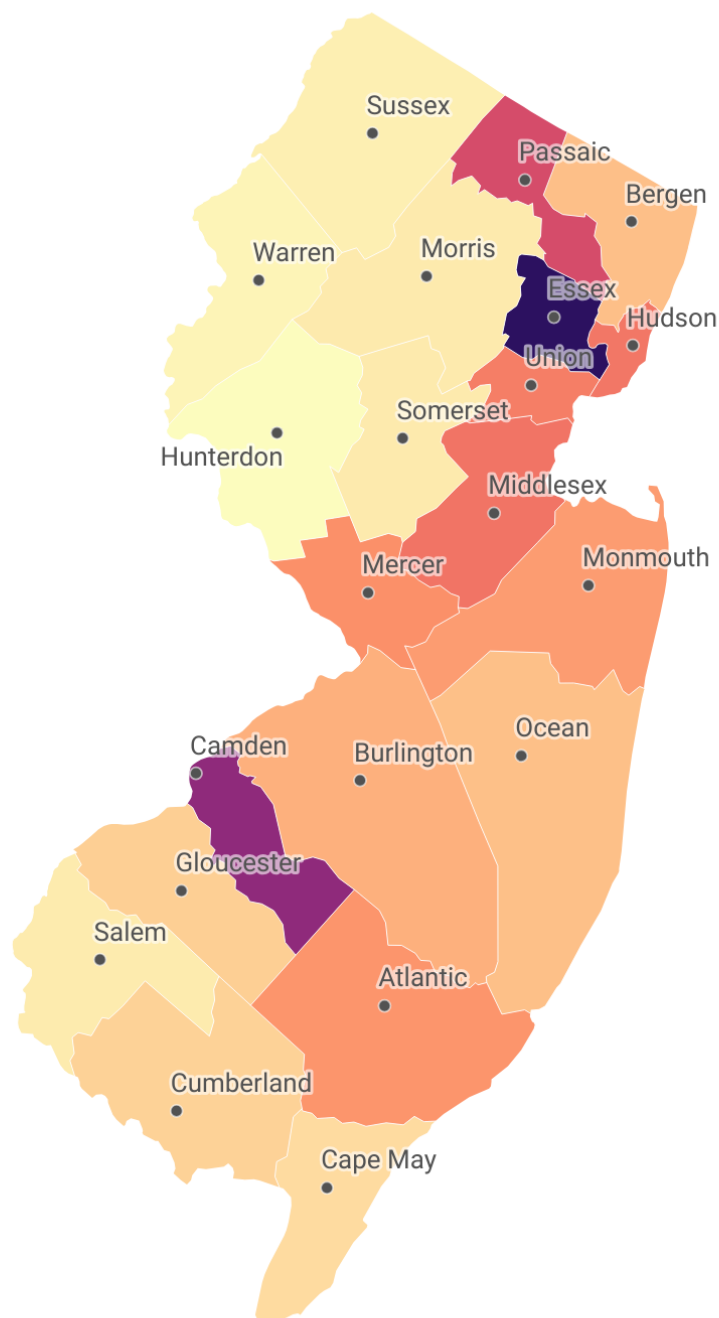 Sussex
Passaic
Bergen
Warren
Morris
Essex
Hudson
Union
Somerset
Hunterdon
Middlesex
Mercer
Monmouth
Ocean
Camden
Burlington
Gloucester
Salem
Atlantic
Cumberland
Cape May